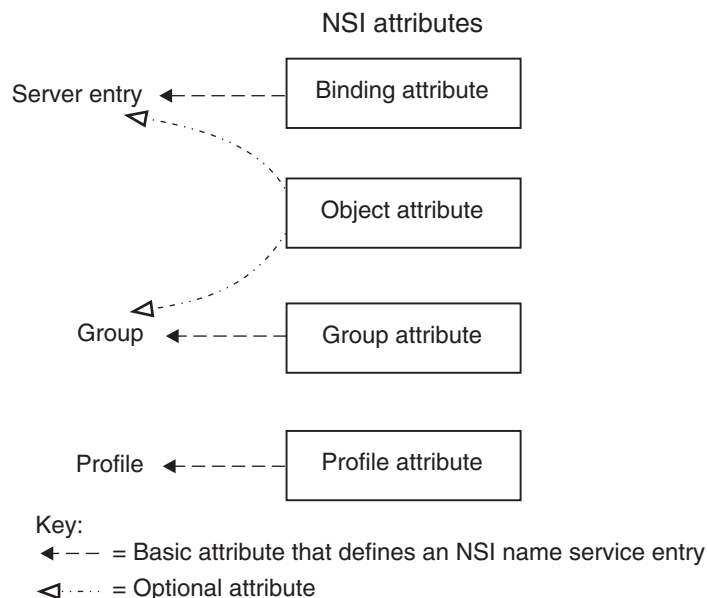 NSI attributes
Server entry
Binding attribute
Object attribute
Group
Group attribute
Profile
Profile attribute
Key:
= Basic attribute that defines an NSI name service entry
= Optional attribute